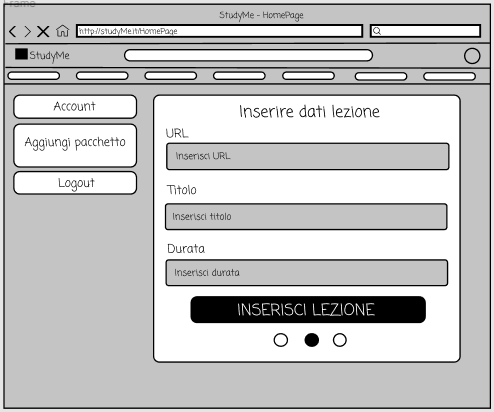 Frame
StudyMe - HomePage
http://studyMe.it/HomePage
StudyMe
Account
Aggiungi pacchetto
Logout
Inserire dati lezione
URL
Inserisci URL
Titolo
Inserisci titolo
Durata
Inserisci durata
INSERISCI LEZIONE